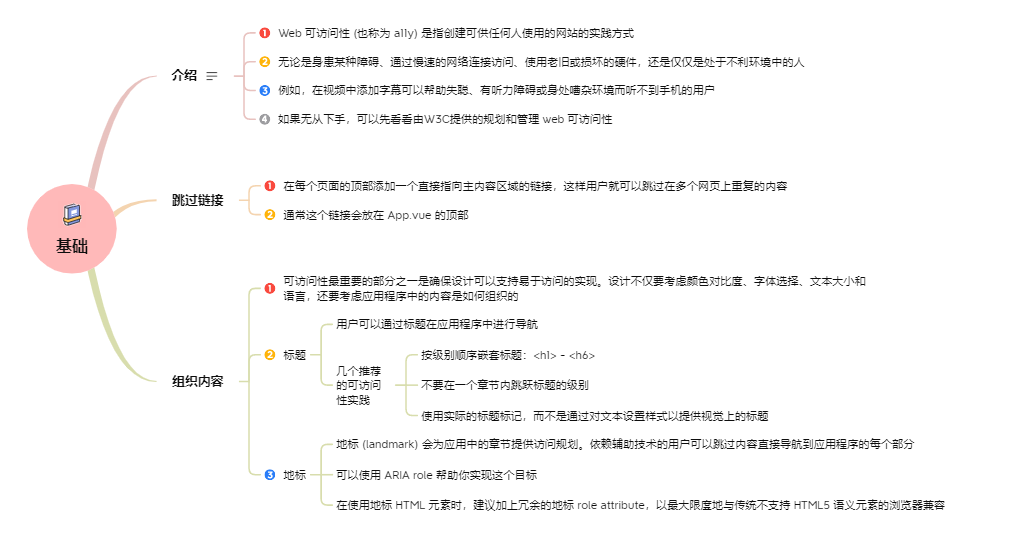 基础
介绍
1 Web 可访问性 (也称为 a11y) 是指创建可供任何人使用的网站的实践方式
2 无论是身患某种障碍、通过慢速的网络连接访问、使用老旧或损坏的硬件，还是仅仅是处于不利环境中的人
3 例如，在视频中添加字幕可以帮助失聪、有听力障碍或身处嘈杂环境而听不到手机的用户
4 如果无从下手，可以先看看由W3C提供的规划和管理 web 可访问性
跳过链接
1 在每个页面的顶部添加一个直接指向主内容区域的链接，这样用户就可以跳过在多个网页上重复的内容
2 通常这个链接会放在 App.vue 的顶部
组织内容
1 可访问性最重要的部分之一是确保设计可以支持易于访问的实现。设计不仅要考虑颜色对比度、字体选择、文本大小和
语言，还要考虑应用程序中的内容是如何组织的
2 标题
用户可以通过标题在应用程序中进行导航
几个推荐
的可访问
性实践
按级别顺序嵌套标题：<h1> - <h6>
不要在一个章节内跳跃标题的级别
使用实际的标题标记，而不是通过对文本设置样式以提供视觉上的标题
3 地标
地标 (landmark) 会为应用中的章节提供访问规划。依赖辅助技术的用户可以跳过内容直接导航到应用程序的每个部分
可以使用 ARIA role 帮助你实现这个目标
在使用地标 HTML 元素时，建议加上冗余的地标 role attribute，以最大限度地与传统不支持 HTML5 语义元素的浏览器兼容